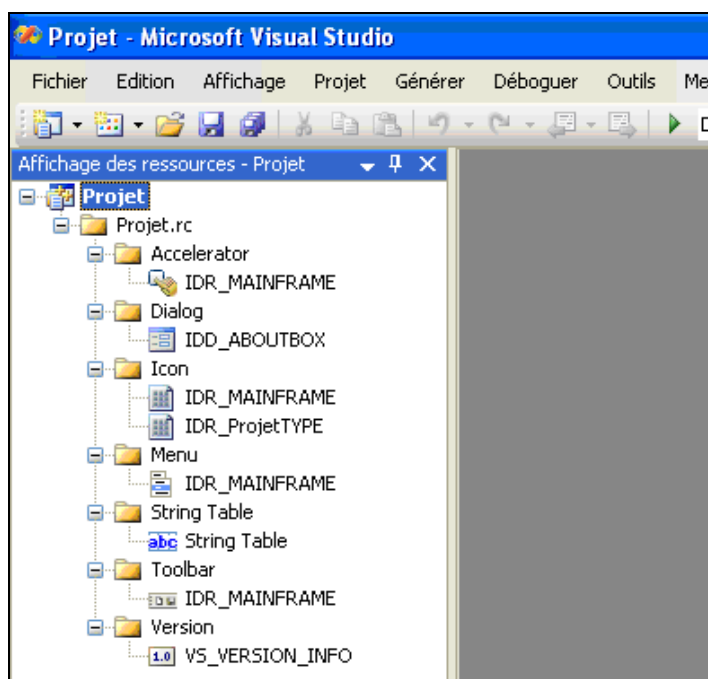 Projet - Microsoft Visual Studio
Fichier Edition Affichage Projet Générer Déboguer Outils Me
Affichage des ressources - Projet
Projet
Projet.rc
Accelerator
IDR_MAINFRAME
Dialog
IDD_ABOUTBOX
Icon
IDR_MAINFRAME
IDR_ProjetTYPE
Menu
IDR_MAINFRAME
String Table
abc String Table
Toolbar
IDR_MAINFRAME
Version
1.0 VS_VERSION_INFO